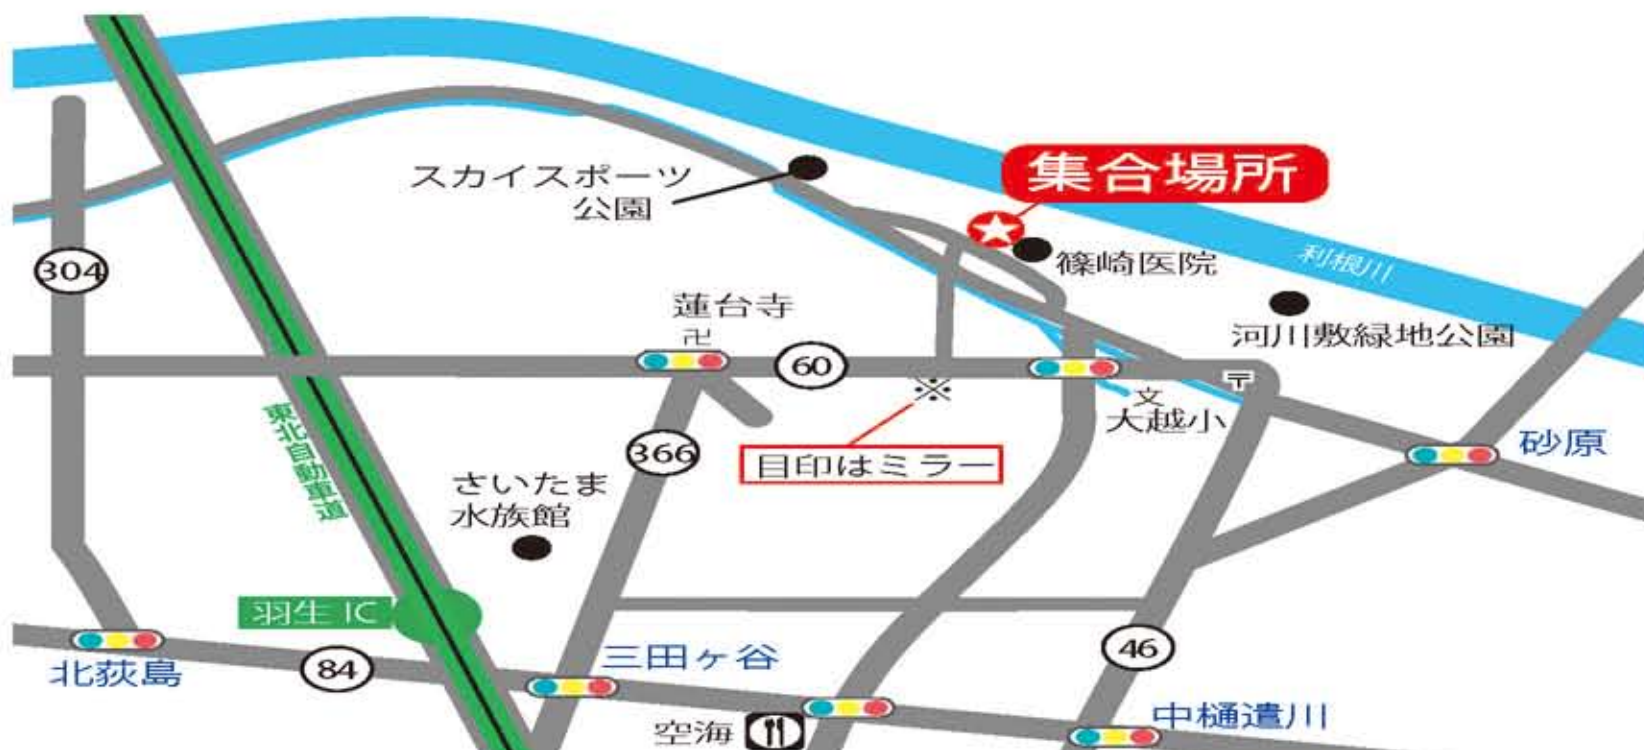 集合場所
スカイスポーツ
公園
利根川
篠崎医院
304
蓮台寺
卍
河川敷緑地公園
60
〒
※
文
大越小
東北自動車道
366
目印はミラー
砂原
さいたま
水族館
羽生 IC
北荻島
84
三田ヶ谷
46
空海
中樋遣川